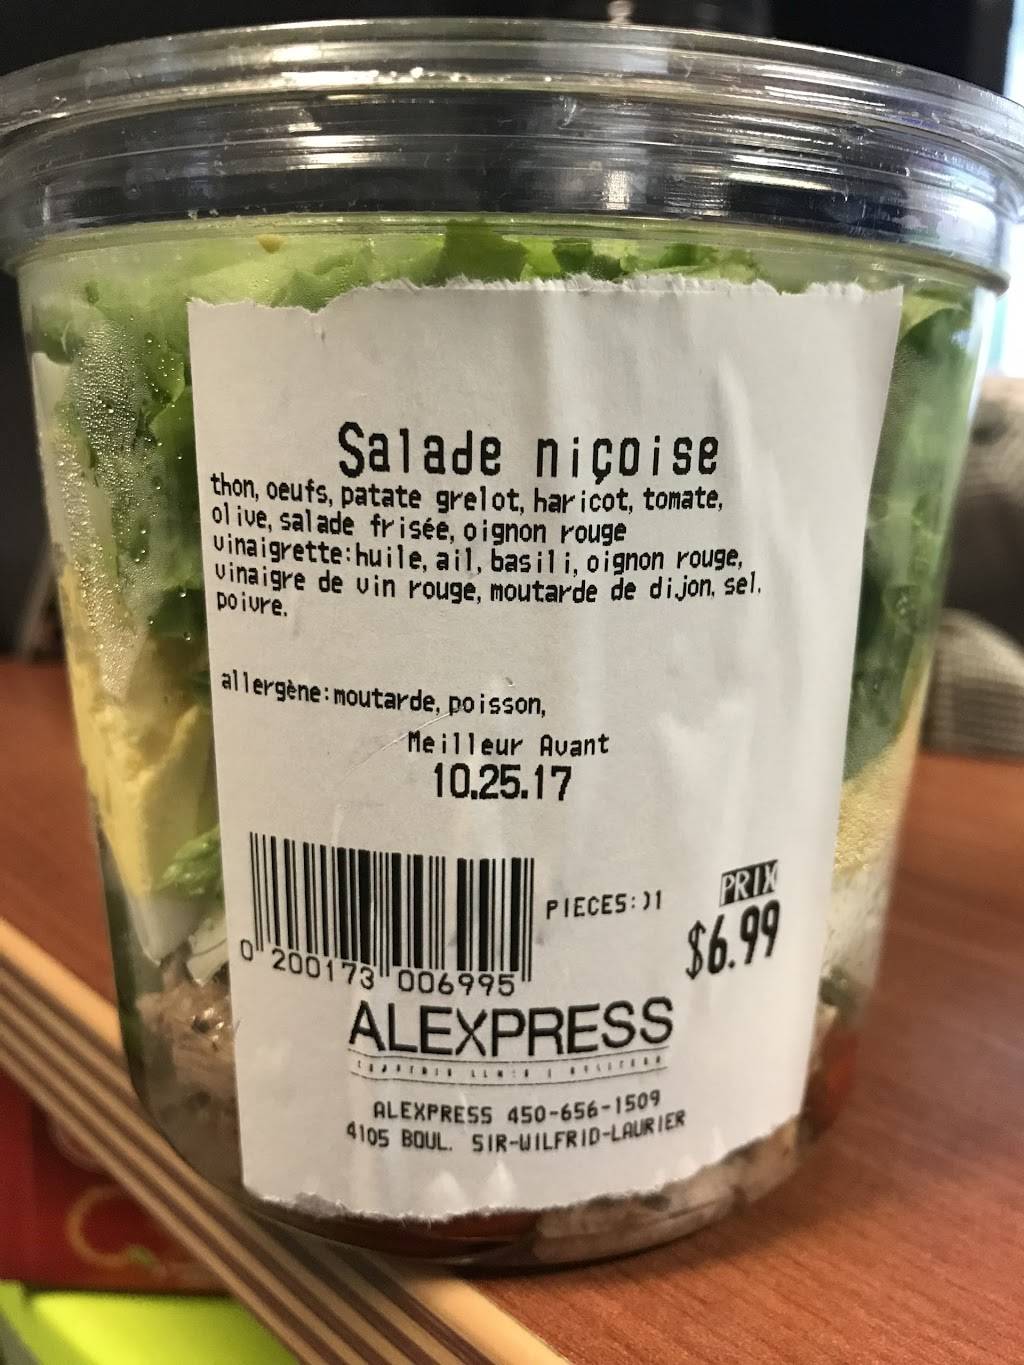 Salade niçoise
thon, oeufs, patate grelot, haricot, tomate,
olive, salade frisée, oignon rouge
vinaigrette:huile, ail, basili, oignon rouge,
vinaigre de vin rouge, moutarde de dijon, sel,
poivre.
allergène:moutarde, poisson,
Meilleur Avant
10.25.17
PIECES:)1
PRIX
$6.99
0 200173 006995
ALEXPRESS
ALEXPRESS 450-656-1509
4105 BOUL. SIR-WILFRID-LAURIER